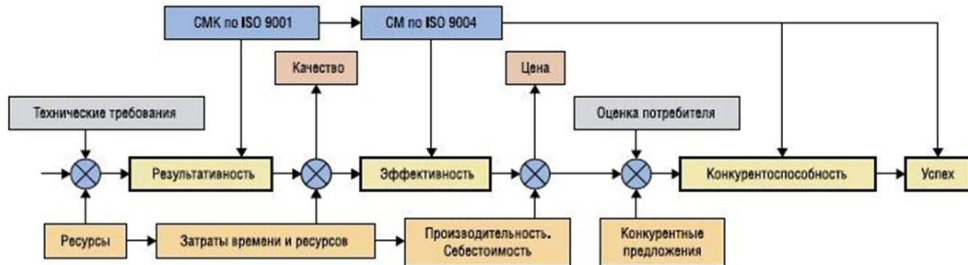 СМК по ISO 9001
СМ по ISO 9004
Качество
Цена
Технические требования
Оценка потребителя
Результативность
Эффективность
Конкурентоспособность
Успех
Ресурсы
Затраты времени и ресурсов
Производительность.
Себестоимость
Конкурентные
предложения